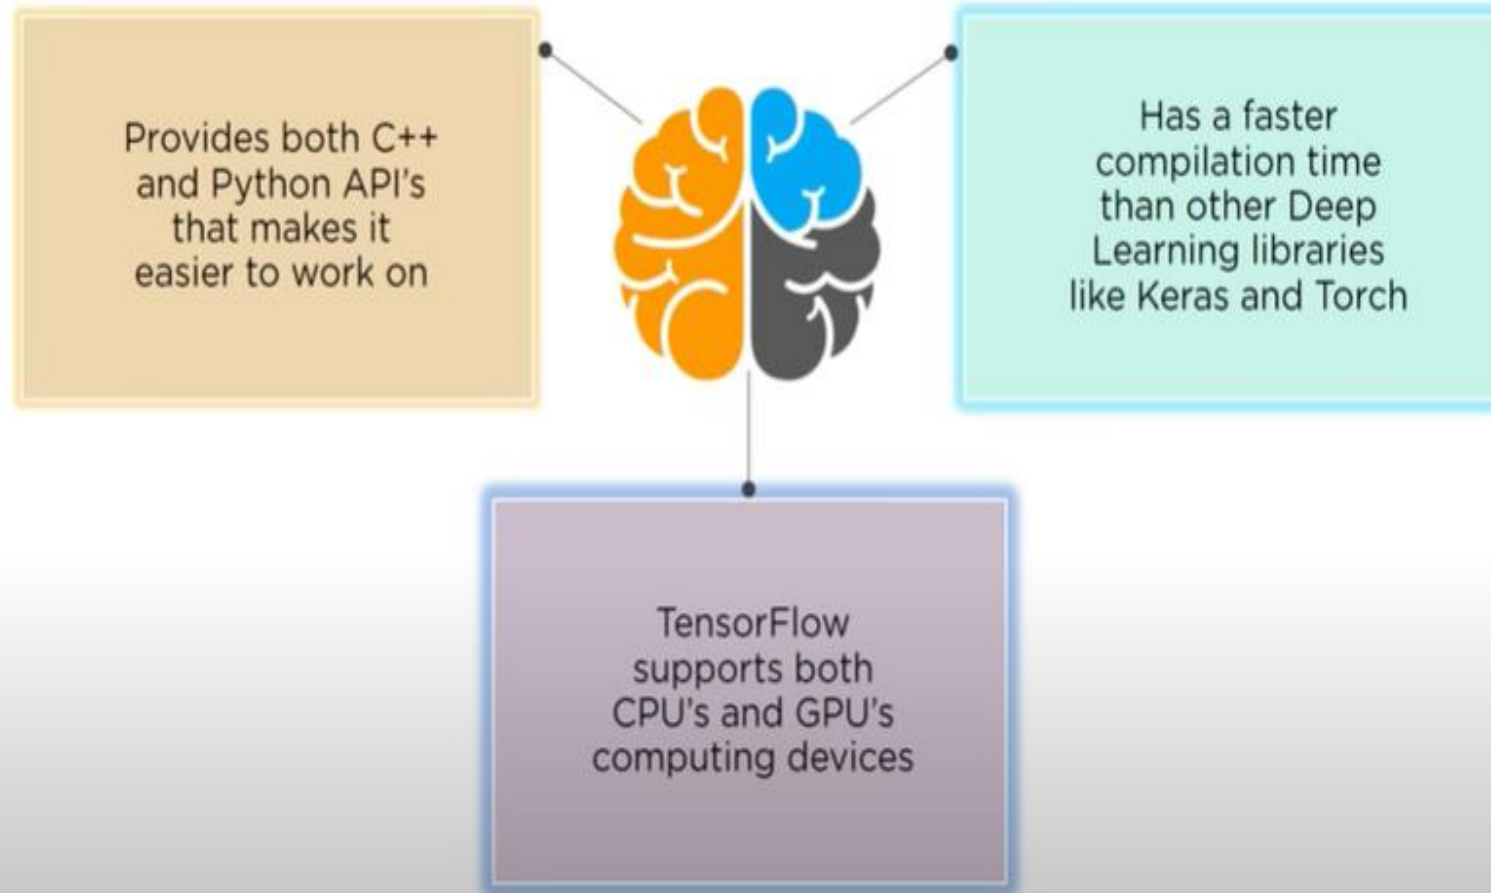 Provides both C++
and Python API's
that makes it
easier to work on
Has a faster
compilation time
than other Deep
Learning libraries
like Keras and Torch
TensorFlow
supports both
CPU's and GPU's
computing devices